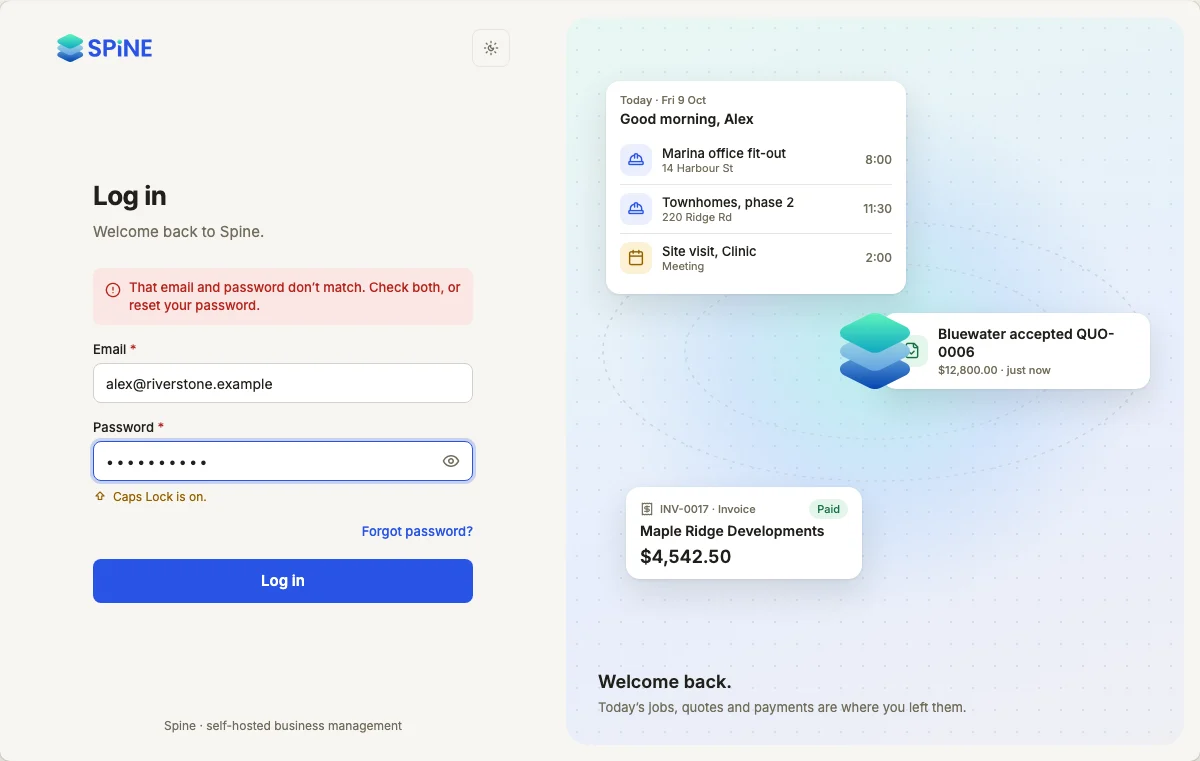 SPiNE
Log in
Welcome back to Spine.
That email and password don’t match. Check both, or
reset your password.
Email *
alex@riverstone.example
Password *
Caps Lock is on.
Forgot password?
Log in
Spine · self-hosted business management
Today · Fri 9 Oct
Good morning, Alex
Marina office fit-out
8:00
14 Harbour St
Townhomes, phase 2
11:30
220 Ridge Rd
Site visit, Clinic
2:00
Meeting
Bluewater accepted QUO-
0006
$12,800.00 · just now
INV-0017 · Invoice
Paid
Maple Ridge Developments
$4,542.50
Welcome back.
Today’s jobs, quotes and payments are where you left them.